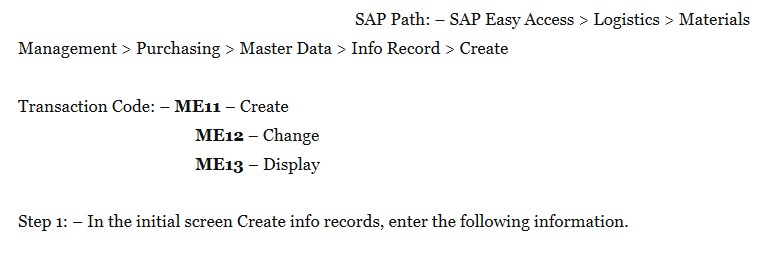 SAP Path: – SAP Easy Access > Logistics > Materials
Management > Purchasing > Master Data > Info Record > Create
Transaction Code: – ME11 – Create
ME12 – Change
ME13 – Display
Step 1: – In the initial screen Create info records, enter the following information.